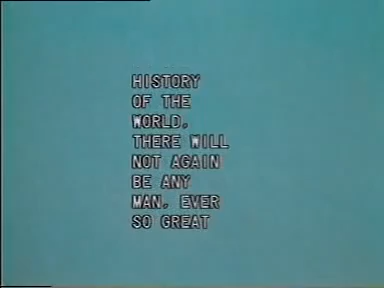 HISTORY
OF THE
WORLD,
THERE WILL
NOT AGAIN
BE ANY
MAN, EVER
SO GREAT